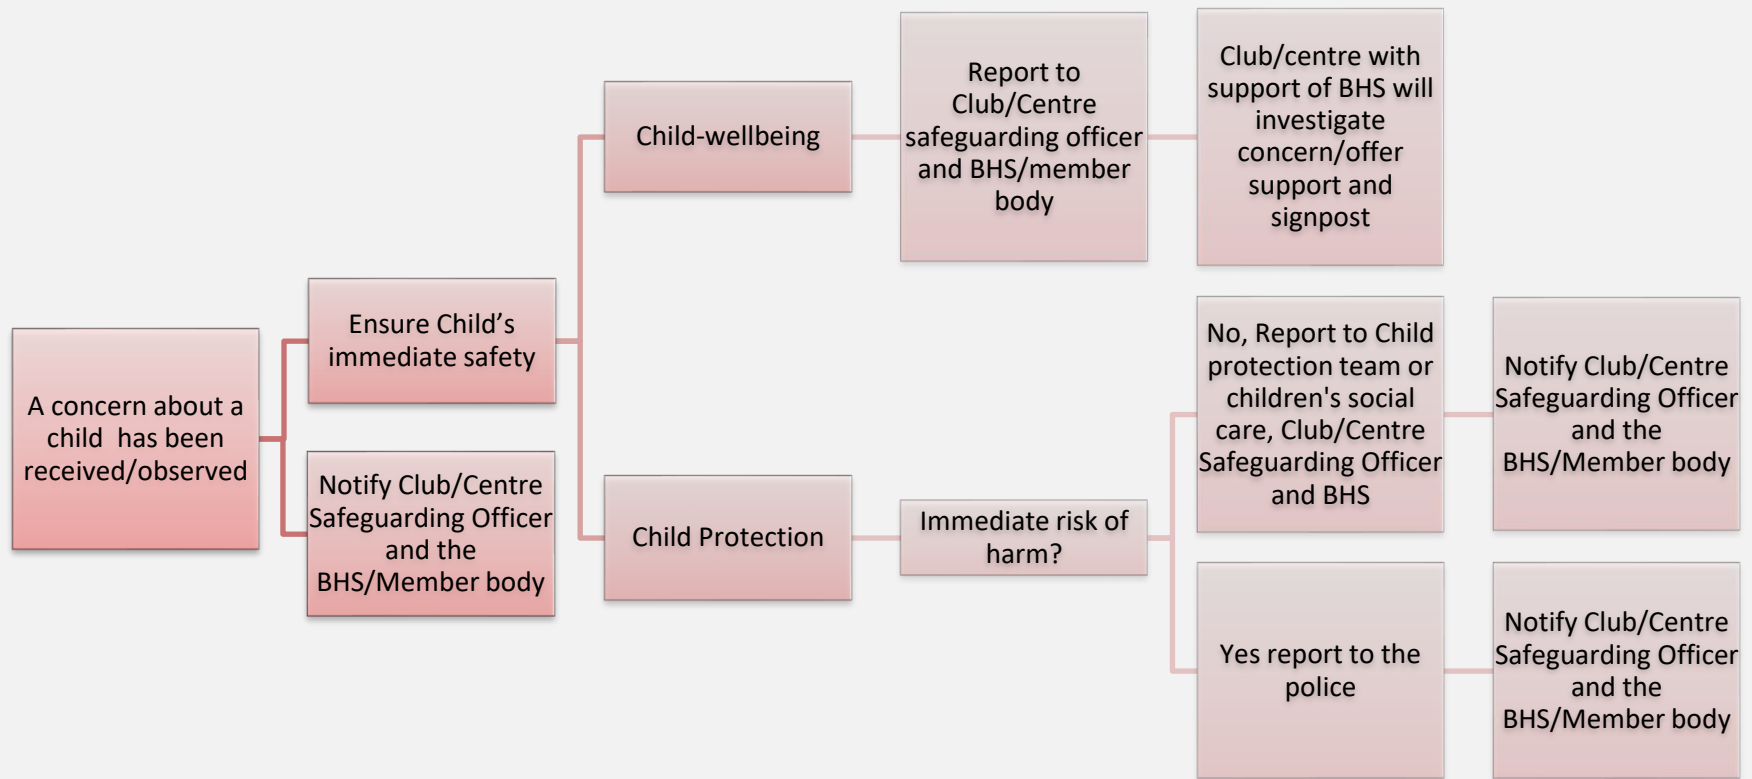 A concern about a
child  has been
received/observed
Ensure Child’s
immediate safety
Notify Club/Centre
Safeguarding Officer
and the
BHS/Member body
Child-wellbeing
Report to
Club/Centre
safeguarding officer
and BHS/member
body
Club/centre with
support of BHS will
investigate
concern/offer
support and
signpost
Child Protection
Immediate risk of
harm?
No, Report to Child
protection team or
children's social
care, Club/Centre
Safeguarding Officer
and BHS
Notify Club/Centre
Safeguarding Officer
and the
BHS/Member body
Yes report to the
police
Notify Club/Centre
Safeguarding Officer
and the
BHS/Member body